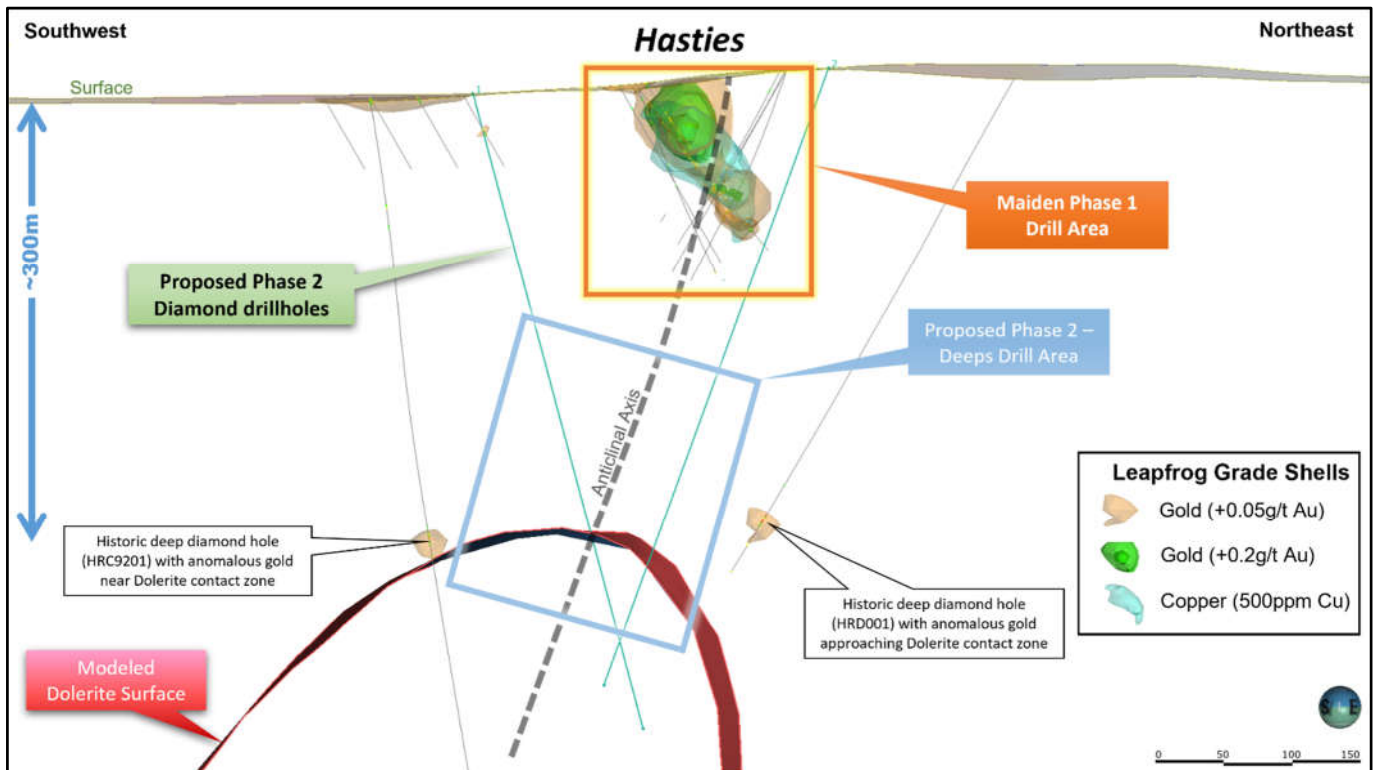 Southwest
Hasties
Northeast
Surface
~300m
Maiden Phase 1
Drill Area
Proposed Phase 2
Diamond drillholes
Proposed Phase 2 –
Deeps Drill Area
Anticlinal Axis
Leapfrog Grade Shells
Gold (+0.05g/t Au)
Gold (+0.2g/t Au)
Copper (500ppm Cu)
Historic deep diamond hole
(HRC9201) with anomalous gold
near Dolerite contact zone
Historic deep diamond hole
(HRD001) with anomalous gold
approaching Dolerite contact zone
Modeled
Dolerite Surface
S E
0 50 100 150